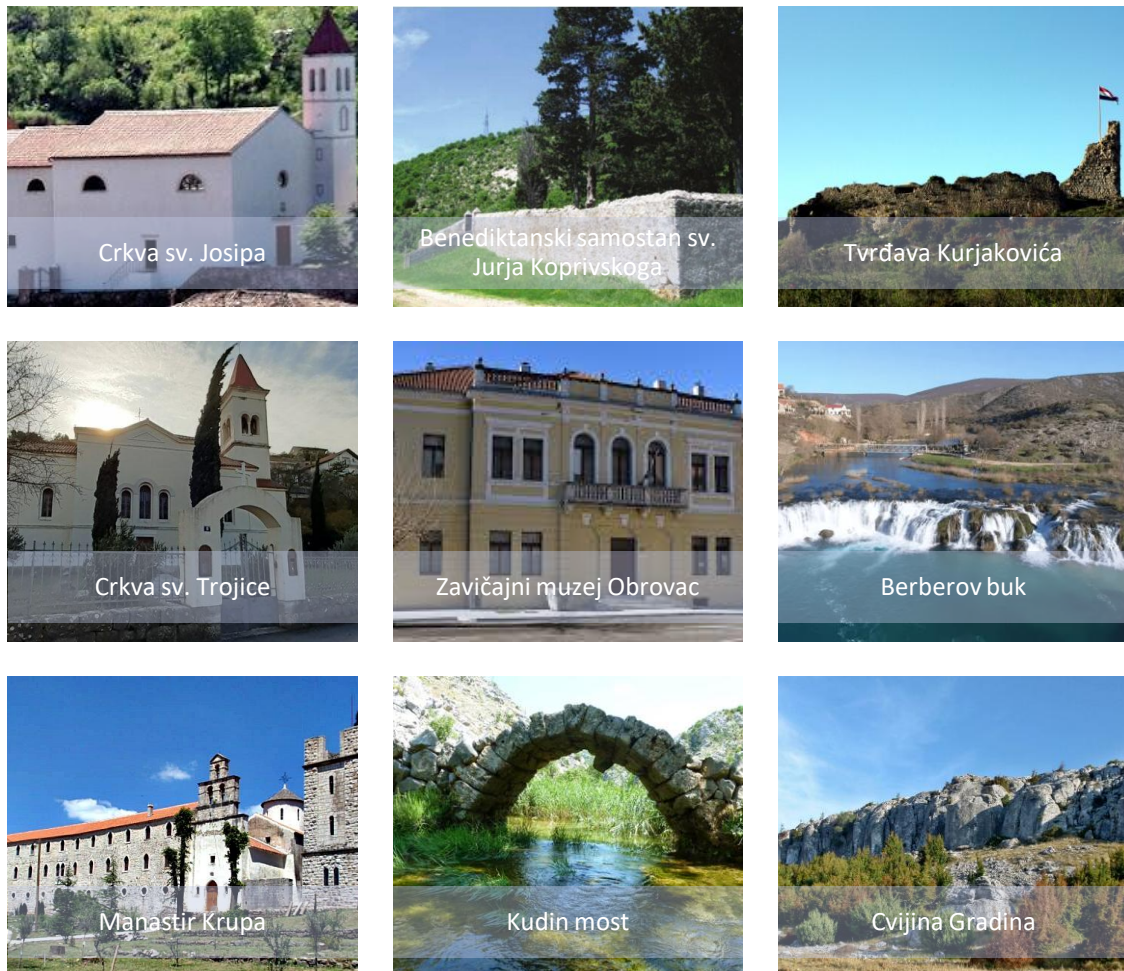 Crkva sv. Josipa
Benediktanski samostan sv.
Jurja Koprivskoga
Tvrđava Kurjakovića
Crkva sv. Trojice
Zavičajni muzej Obrovac
Berberov buk
Manastir Krupa
Kudin most
Cvijina Gradina